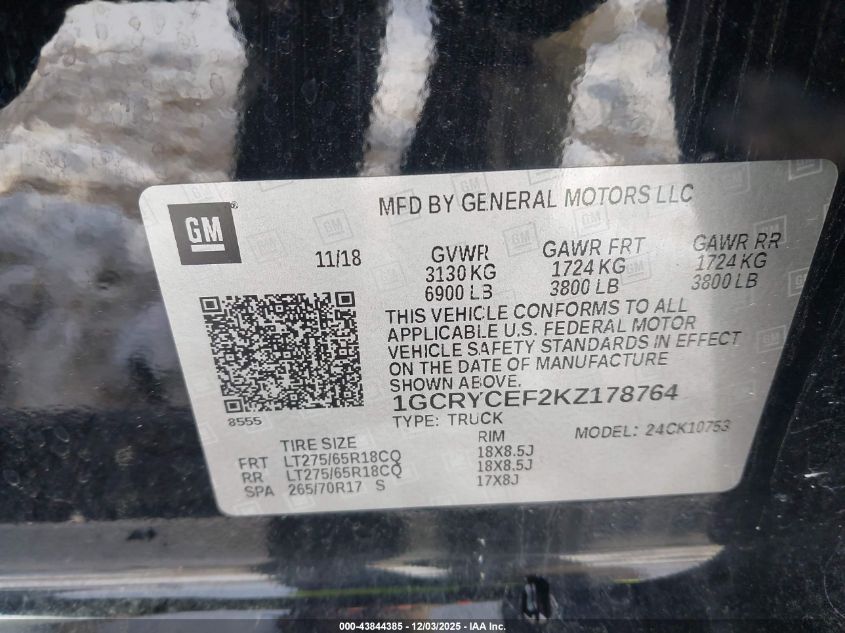 GM
MFD BY GENERAL MOTORS LLC
11/18
GVWR GAWR FRT GAWR RR
3130 KG 1724 KG 1724 KG
6900 LB 3800 LB 3800 LB
THIS VEHICLE CONFORMS TO ALL
APPLICABLE U.S. FEDERAL MOTOR
VEHICLE SAFETY STANDARDS IN EFFECT
ON THE DATE OF MANUFACTURE
SHOWN ABOVE.
1GCRYCEF2KZ178764
8555
TYPE: TRUCK MODEL: 24CK10753
TIRE SIZE RIM
FRT LT275/65R18CQ 18X8.5J
RR LT275/65R18CQ 18X8.5J
SPA 265/70R17 S 17X8J
000-43844385 - 12/03/2025 - IAA Inc.